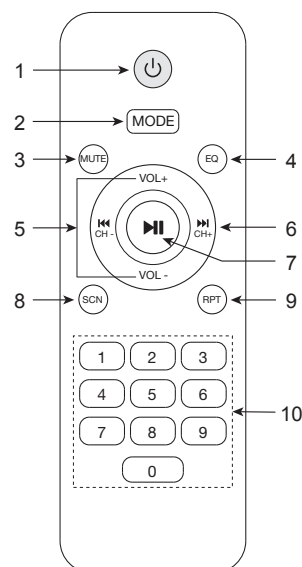 1
2 MODE
3 MUTE EQ 4
VOL+
5 CH - CH+ 6
7
VOL -
8 SCN RPT 9
1 2 3
4 5 6
10
7 8 9
0